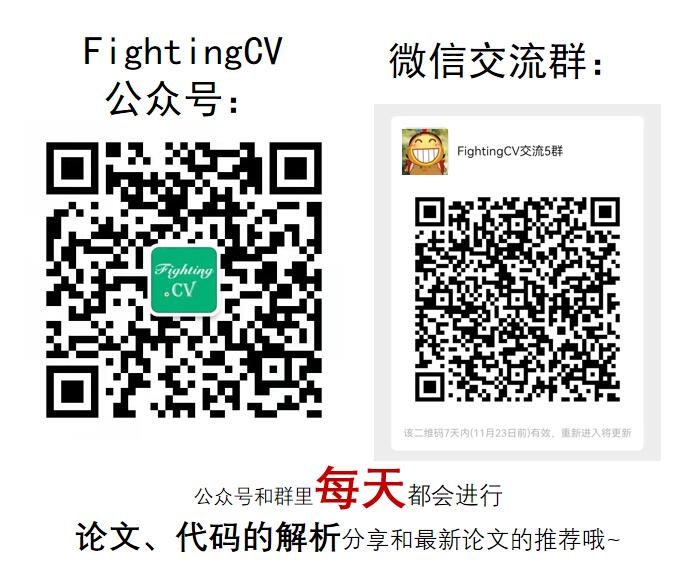 FightingCV
公众号：
微信交流群：
FightingCV交流5群
Fighting
.CV
该二维码7天内(11月23日前)有效，重新进入将更新
公众号和群里每天都会进行
论文、代码的解析分享和最新论文的推荐哦~